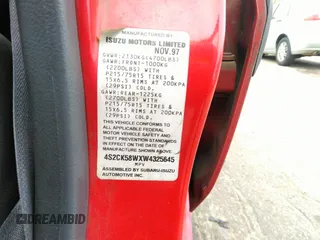 MANUFACTURED BY
ISUZU MOTORS LIMITED
NOV.97
GVWR:2130KG(4700LBS)
GAWR:FRONT-1000KG
(2200LBS) WITH
P215/75R15 TIRES &
15X6.5 RIMS AT 200KPA
(29PSI) COLD.
GAWR:REAR-1225KG
(2700LBS) WITH
P215/75R15 TIRES &
15X6.5 RIMS AT 200KPA
(29PSI) COLD.
THIS VEHICLE CONFORMS TO
ALL APPLICABLE FEDERAL
MOTOR VEHICLE SAFETY AND
THEFT PREVENTION STANDARDS
IN EFFECT ON THE DATE OF
MANUFACTURE SHOWN ABOVE.
4S2CK58WXW4325645
MPV
ASSEMBLED BY SUBARU-ISUZU
AUTOMOTIVE INC.
DREAMBID